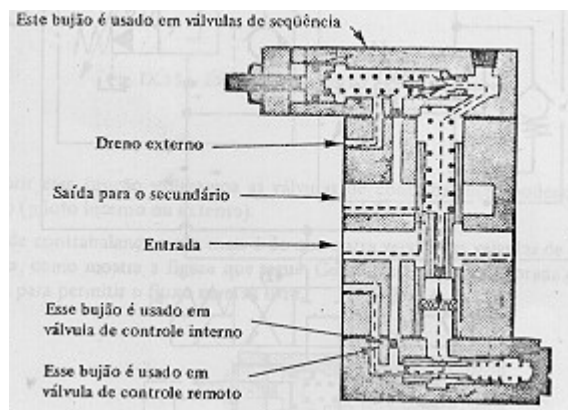 Este bujão é usado em válvulas de seqüência
Dreno externo
Saída para o secundário
Entrada
Esse bujão é usado em
válvula de controle interno
Esse bujão é usado em
válvula de controle remoto